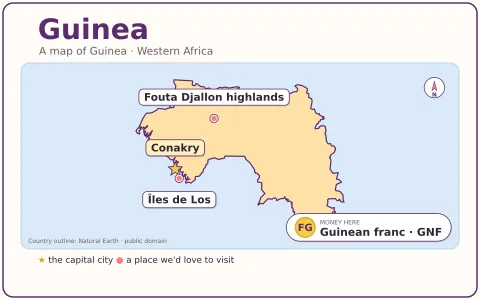 Guinea
A map of Guinea · Western Africa
Fouta Djallon highlands
N
Conakry
Îles de Los
FG
MONEY HERE
Guinean franc · GNF
Country outline: Natural Earth · public domain
★ the capital city ● a place we'd love to visit